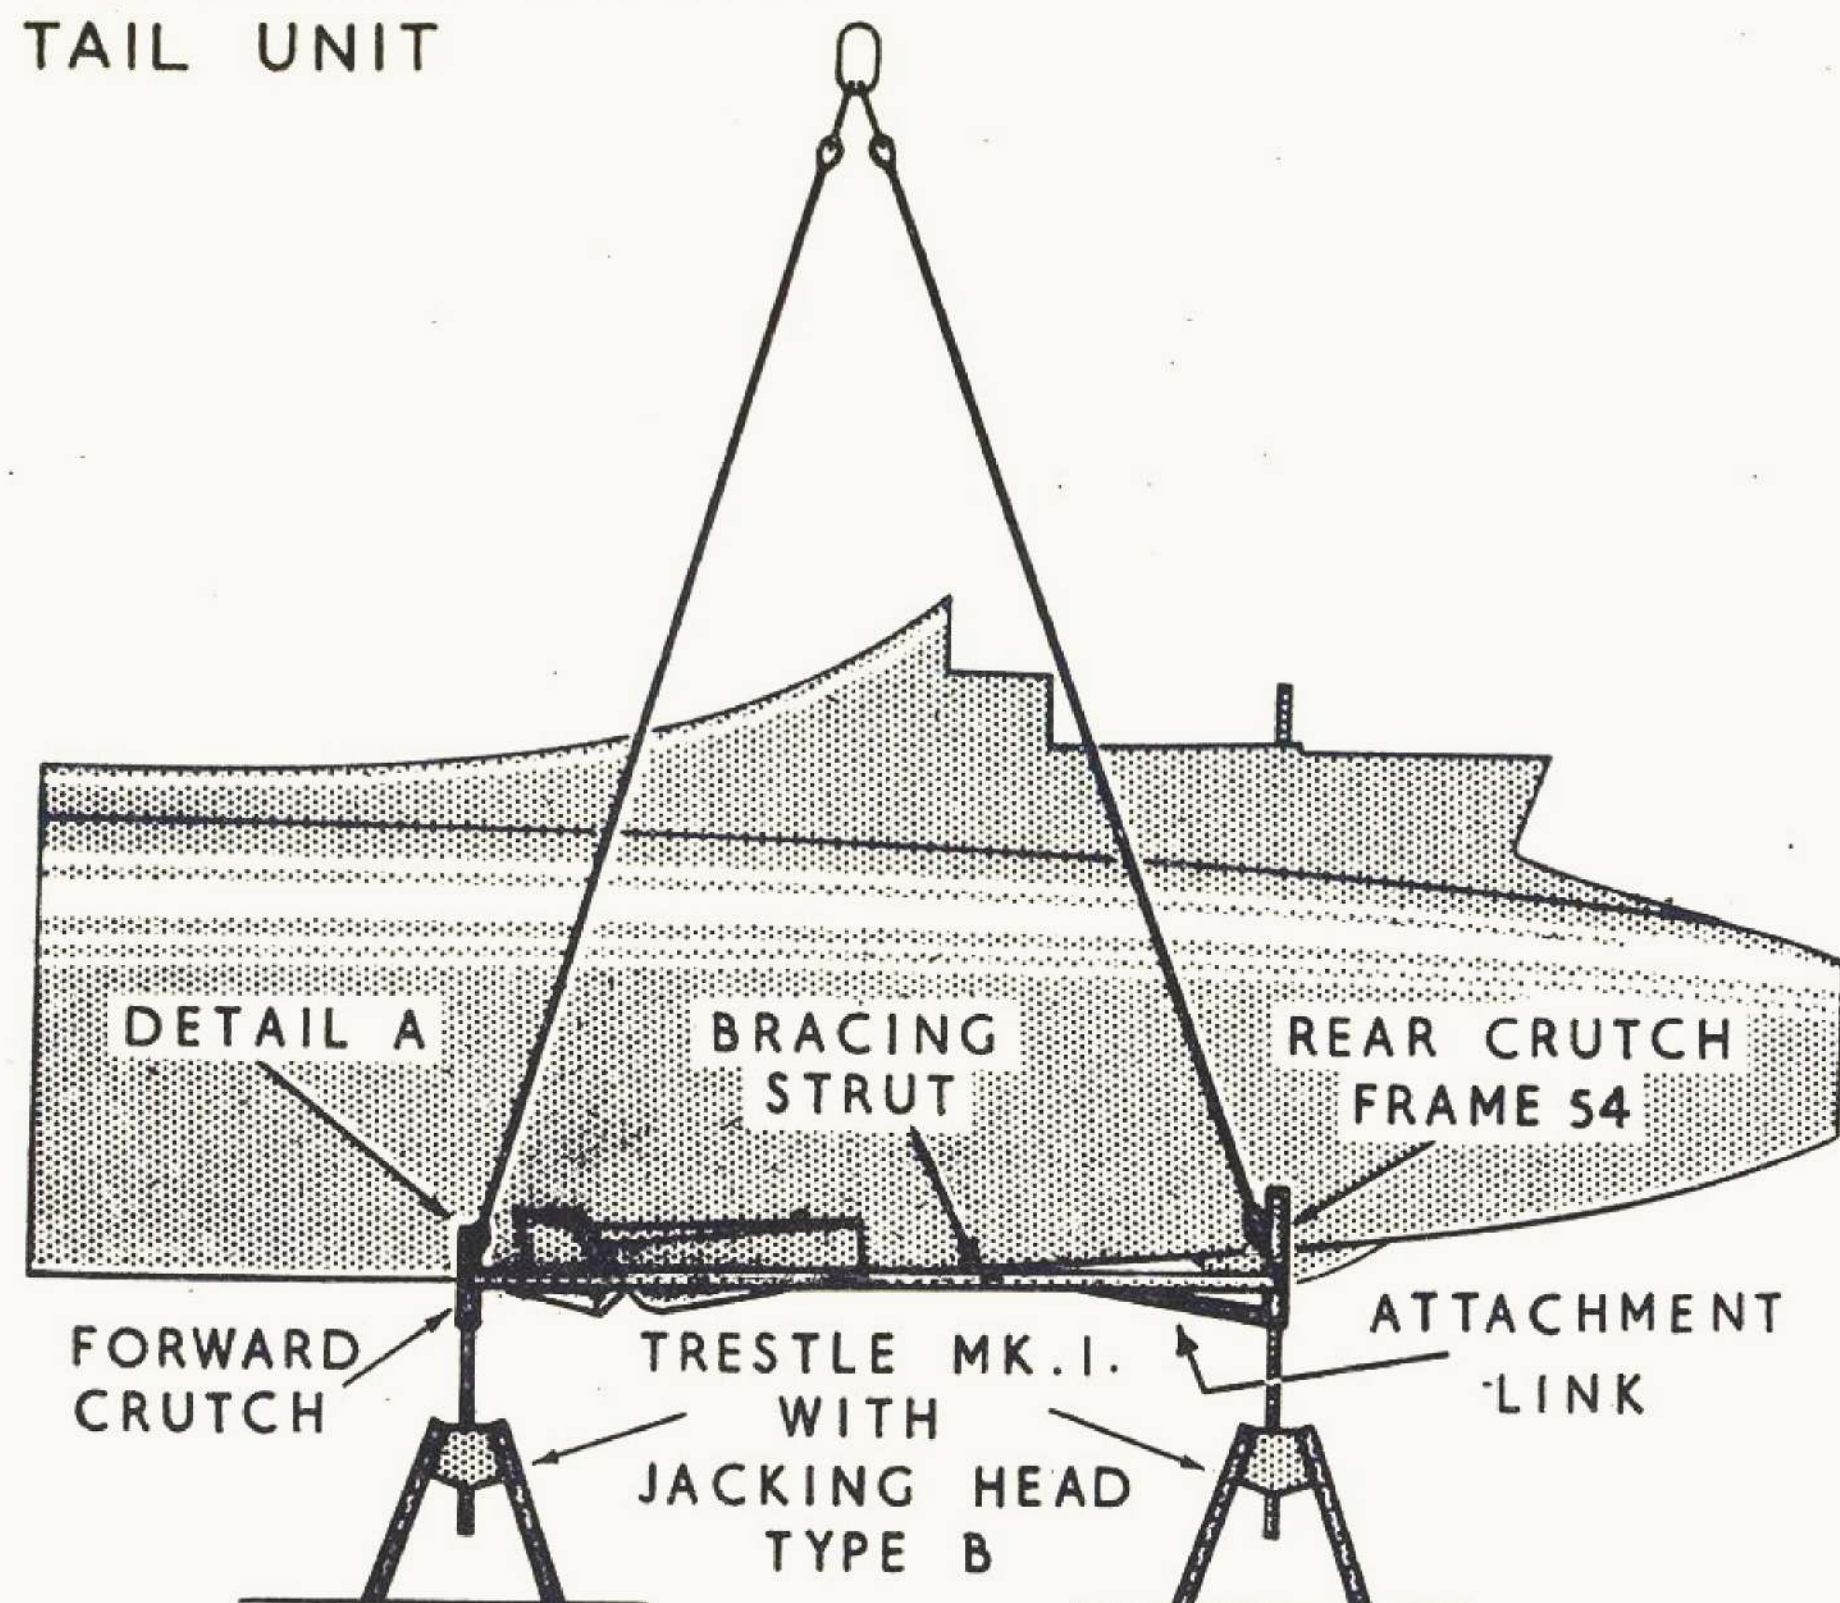 TAIL UNIT
DETAIL A
BRACING
STRUT
REAR CRUTCH
FRAME 54
FORWARD
CRUTCH
TRESTLE MK.I.
WITH
JACKING HEAD
TYPE B
ATTACHMENT
LINK